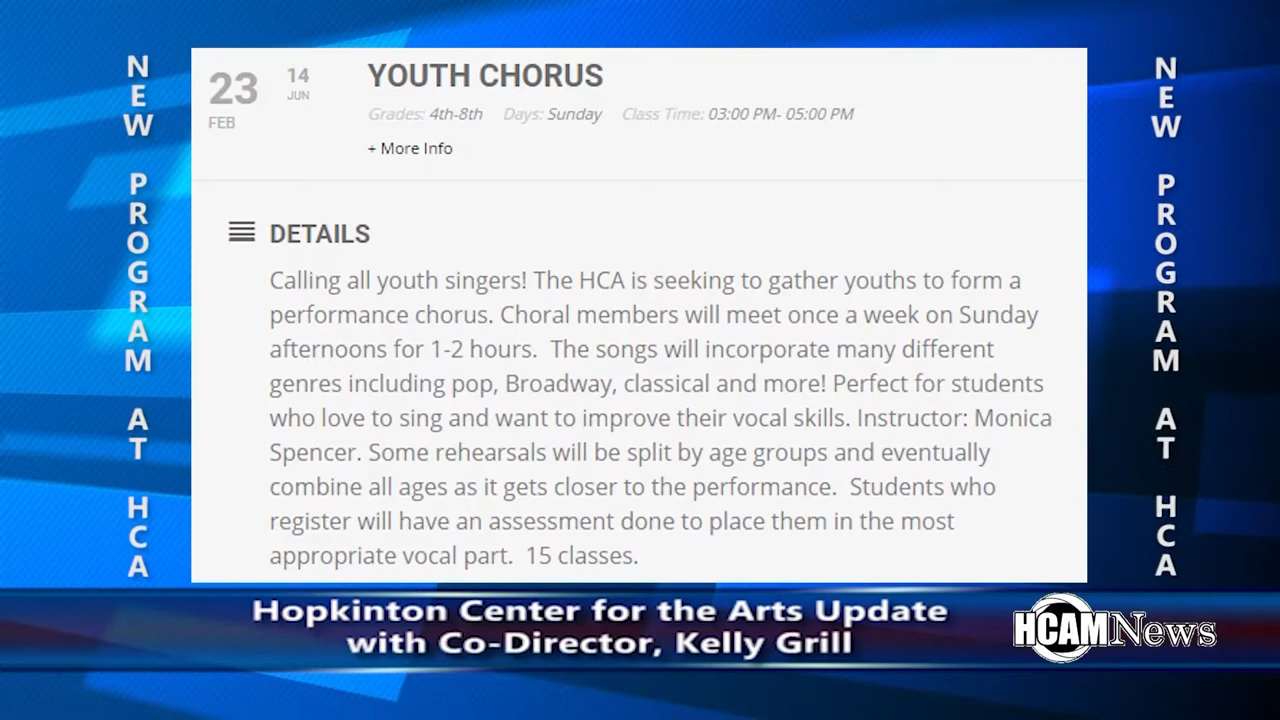 NEW PROGRAM AT HCA
23 FEB
14 JUN
YOUTH CHORUS
Grades: 4th-8th Days: Sunday Class Time: 03:00 PM- 05:00 PM
+ More Info
DETAILS
Calling all youth singers! The HCA is seeking to gather youths to form a
performance chorus. Choral members will meet once a week on Sunday
afternoons for 1-2 hours.  The songs will incorporate many different
genres including pop, Broadway, classical and more! Perfect for students
who love to sing and want to improve their vocal skills. Instructor: Monica
Spencer. Some rehearsals will be split by age groups and eventually
combine all ages as it gets closer to the performance.  Students who
register will have an assessment done to place them in the most
appropriate vocal part.  15 classes.
NEW PROGRAM AT HCA
Hopkinton Center for the Arts Update
with Co-Director, Kelly Grill
HCAM News